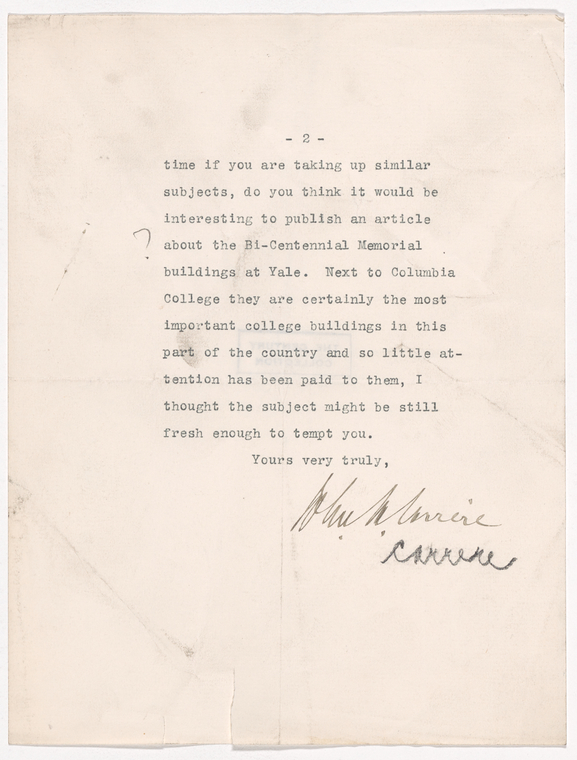 - 2 -
time if you are taking up similar
subjects, do you think it would be
interesting to publish an article
?
about the Bi-Centennial Memorial
buildings at Yale. Next to Columbia
College they are certainly the most
important college buildings in this
part of the country and so little at-
tention has been paid to them, I
thought the subject might be still
fresh enough to tempt you.
Yours very truly,
John M Carrère
Carrere